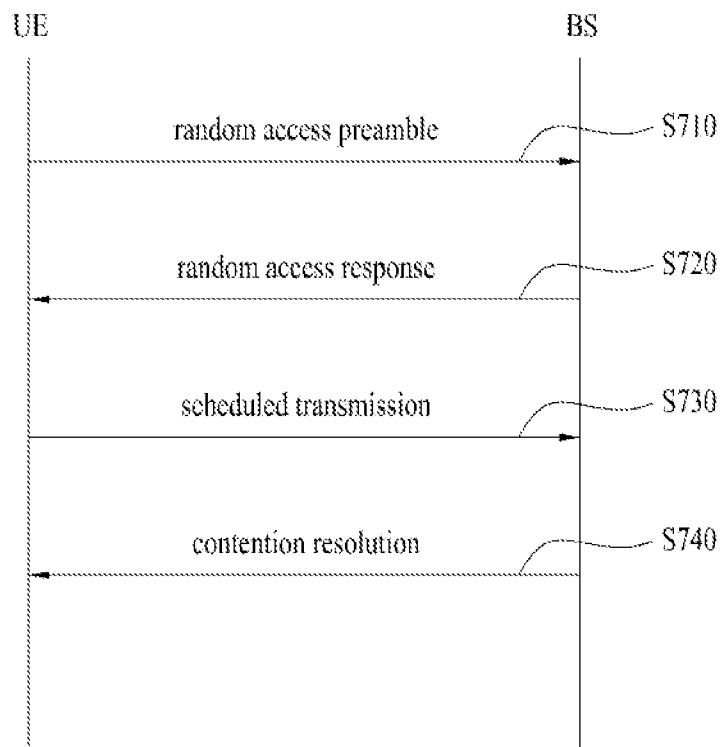 UE
BS
random access preamble
S710
random access response
S720
scheduled transmission
S730
contention resolution
S740